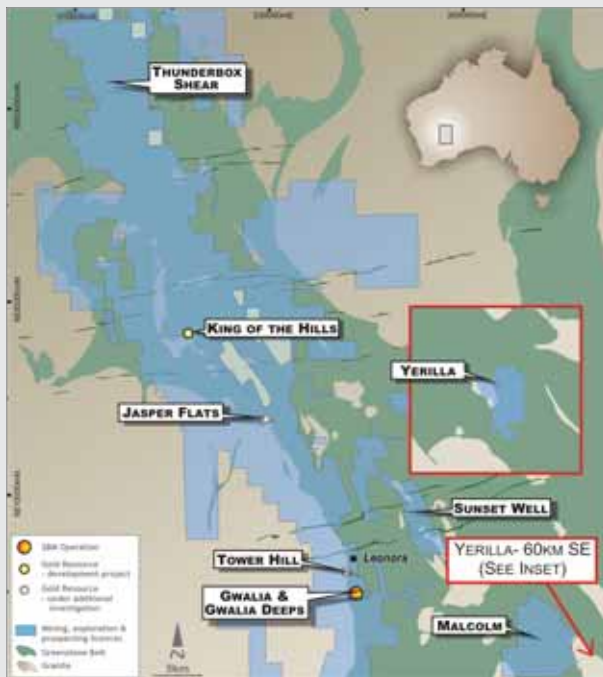 THUNDERBOX
SHEAR
KING OF THE HILLS
YERILLA
JASPER FLATS
SUNSET WELL
YERILLA- 60KM SE
(SEE INSET)
TOWER HILL
Leonora
GWALIA &
GWALIA DEEPS
MALCOLM
SBM Operation
Gold Resource
- development project
Gold Resource
- under additional
investigation
Mining, exploration &
prospecting licences
Greenstone Belt
Granite
N
5km